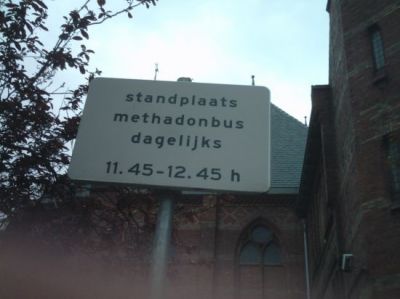 standplaats
methadonbus
dagelijks
11.45-12.45 h